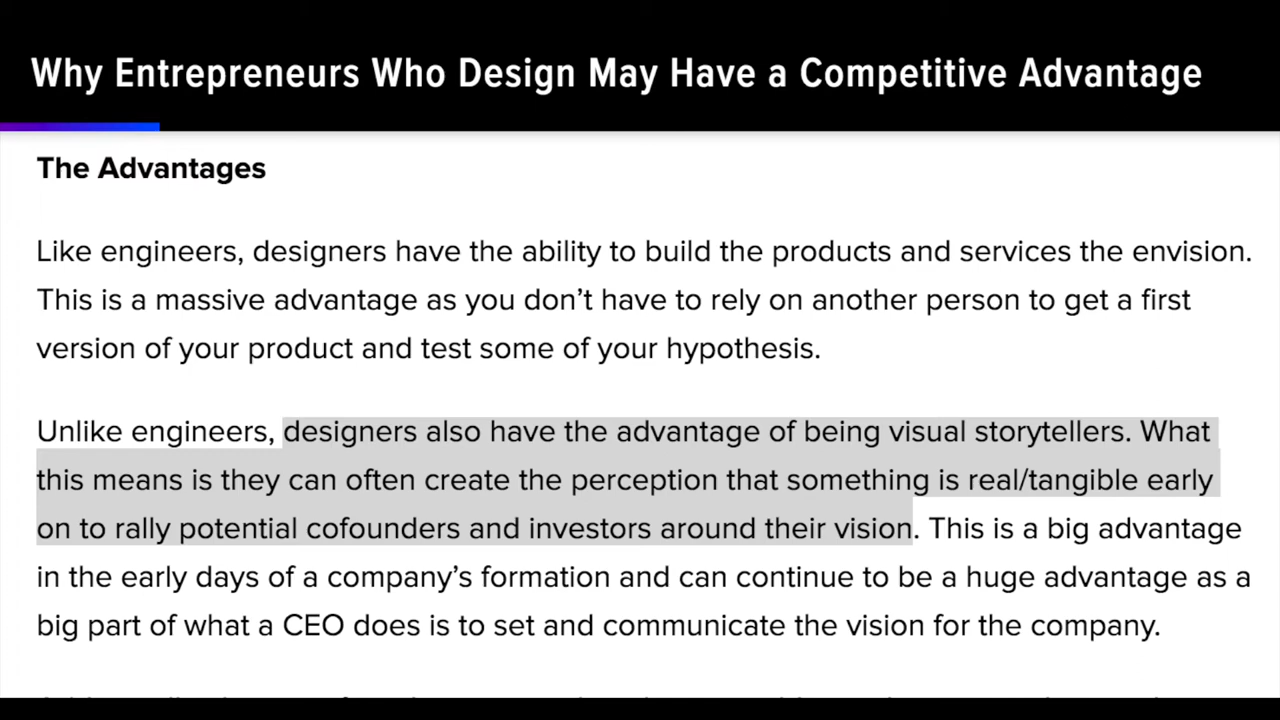 Why Entrepreneurs Who Design May Have a Competitive Advantage
The Advantages
Like engineers, designers have the ability to build the products and services the envision.
This is a massive advantage as you don’t have to rely on another person to get a first
version of your product and test some of your hypothesis.
Unlike engineers, designers also have the advantage of being visual storytellers. What
this means is they can often create the perception that something is real/tangible early
on to rally potential cofounders and investors around their vision. This is a big advantage
in the early days of a company’s formation and can continue to be a huge advantage as a
big part of what a CEO does is to set and communicate the vision for the company.